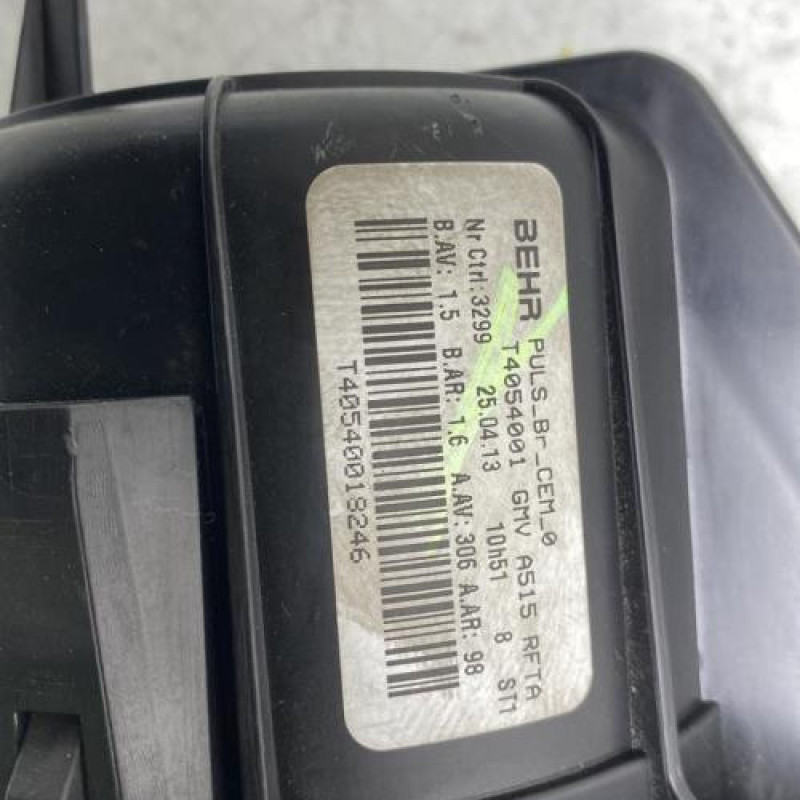 BEHR PULS_Br_CEM_0
T4054001 GMV A515 RFTA
Nr Ctrl:3299 25.04.13 10h51 8 ST1
B.AV: 1.5 B.AR: 1.6 A.AV: 306 A.AR: 98
T40540018246